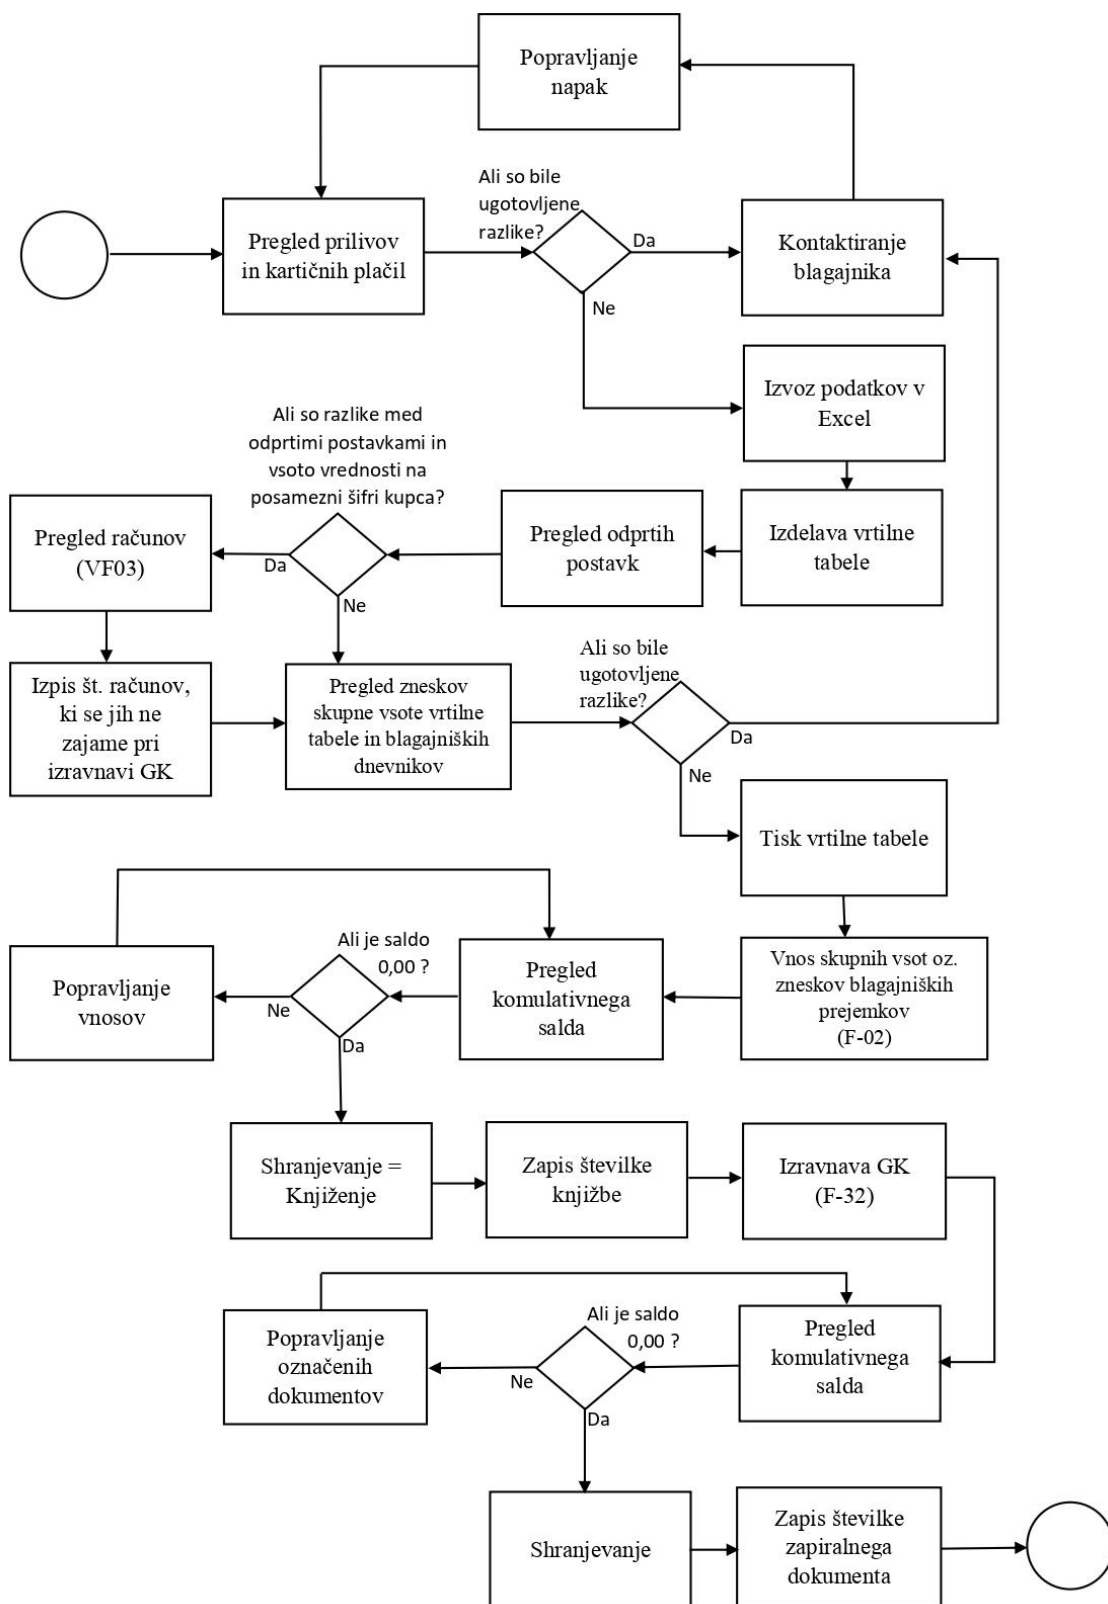 Popravljanje
napak
Ali so bile
ugotovljene
razlike?
Pregled prilivov
in kartičnih plačil
Da
Kontaktiranje
blagajnika
Ne
Izvoz podatkov v
Excel
Ali so razlike med
odprtimi postavkami in
vsoto vrednosti na
posamezni šifri kupca?
Pregled računov
(VF03)
Da
Pregled odprtih
postavk
Izdelava vrtilne
tabele
Ne
Izpis št. računov,
ki se jih ne
zajame pri
izravnavi GK
Pregled zneskov
skupne vsote vrtilne
tabele in blagajniških
dnevnikov
Ali so bile
ugotovljene
razlike?
Da
Ne
Tisk vrtilne tabele
Popravljanje
vnosov
Ali je saldo
0,00 ?
Ne
Da
Pregled
komulativnega
salda
Vnos skupnih vsot oz.
zneskov blagajniških
prejemkov
(F-02)
Shranjevanje =
Knjiženje
Zapis številke
knjižbe
Izravnava GK
(F-32)
Popravljanje
označenih
dokumentov
Ali je saldo
0,00 ?
Ne
Da
Pregled
komulativnega
salda
Shranjevanje
Zapis številke
zapiralnega
dokumenta